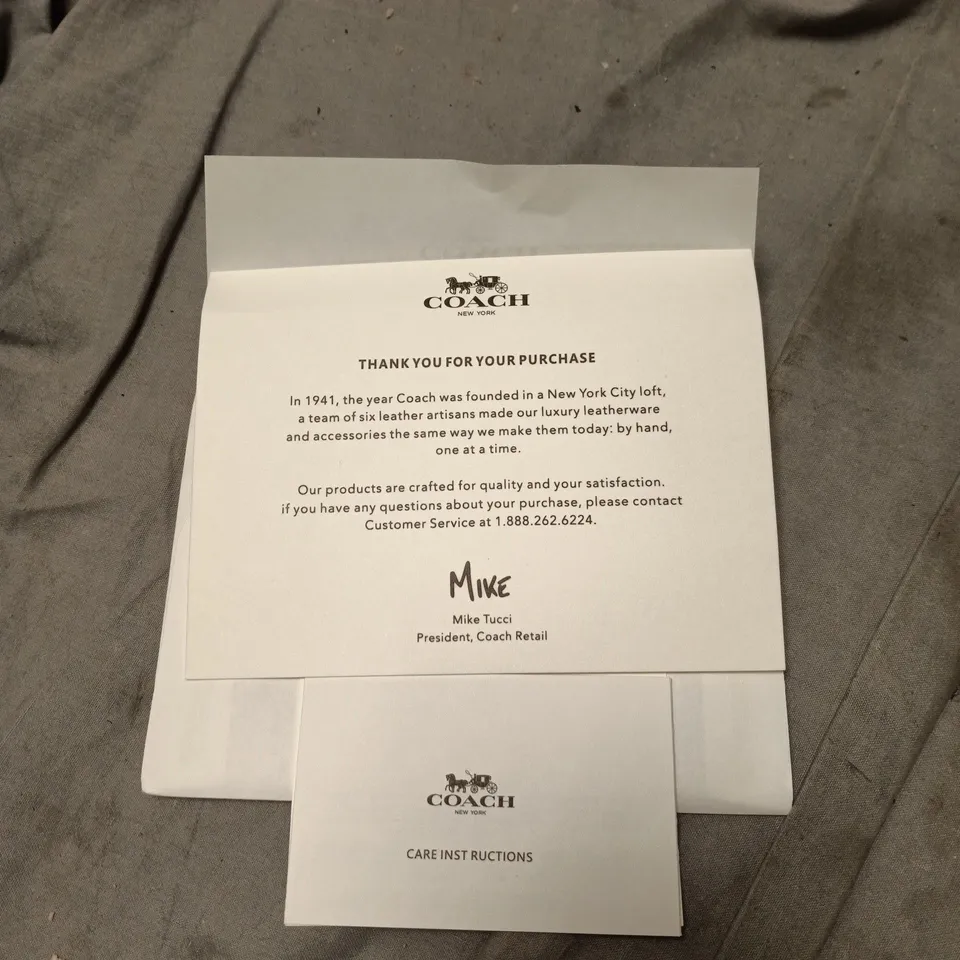 COACH
NEW YORK
THANK YOU FOR YOUR PURCHASE
In 1941, the year Coach was founded in a New York City loft,
a team of six leather artisans made our luxury leatherware
and accessories the same way we make them today: by hand,
one at a time.
Our products are crafted for quality and your satisfaction.
if you have any questions about your purchase, please contact
Customer Service at 1.888.262.6224.
MIKE
Mike Tucci
President, Coach Retail
COACH
NEW YORK
CARE INST RUCTIONS